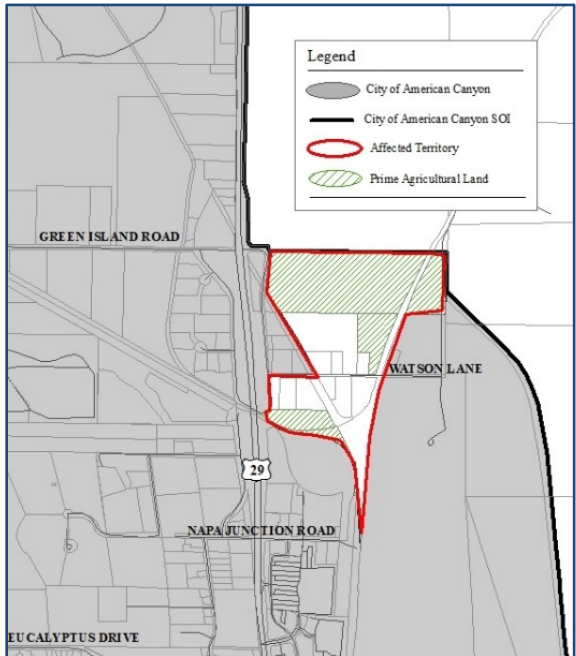 Legend
City of American Canyon
City of American Canyon SOI
Affected Territory
Prime Agricultural Land
GREEN ISLAND ROAD
WATSON LANE
29
NAPA JUNCTION ROAD
EUCALYPTUS DRIVE